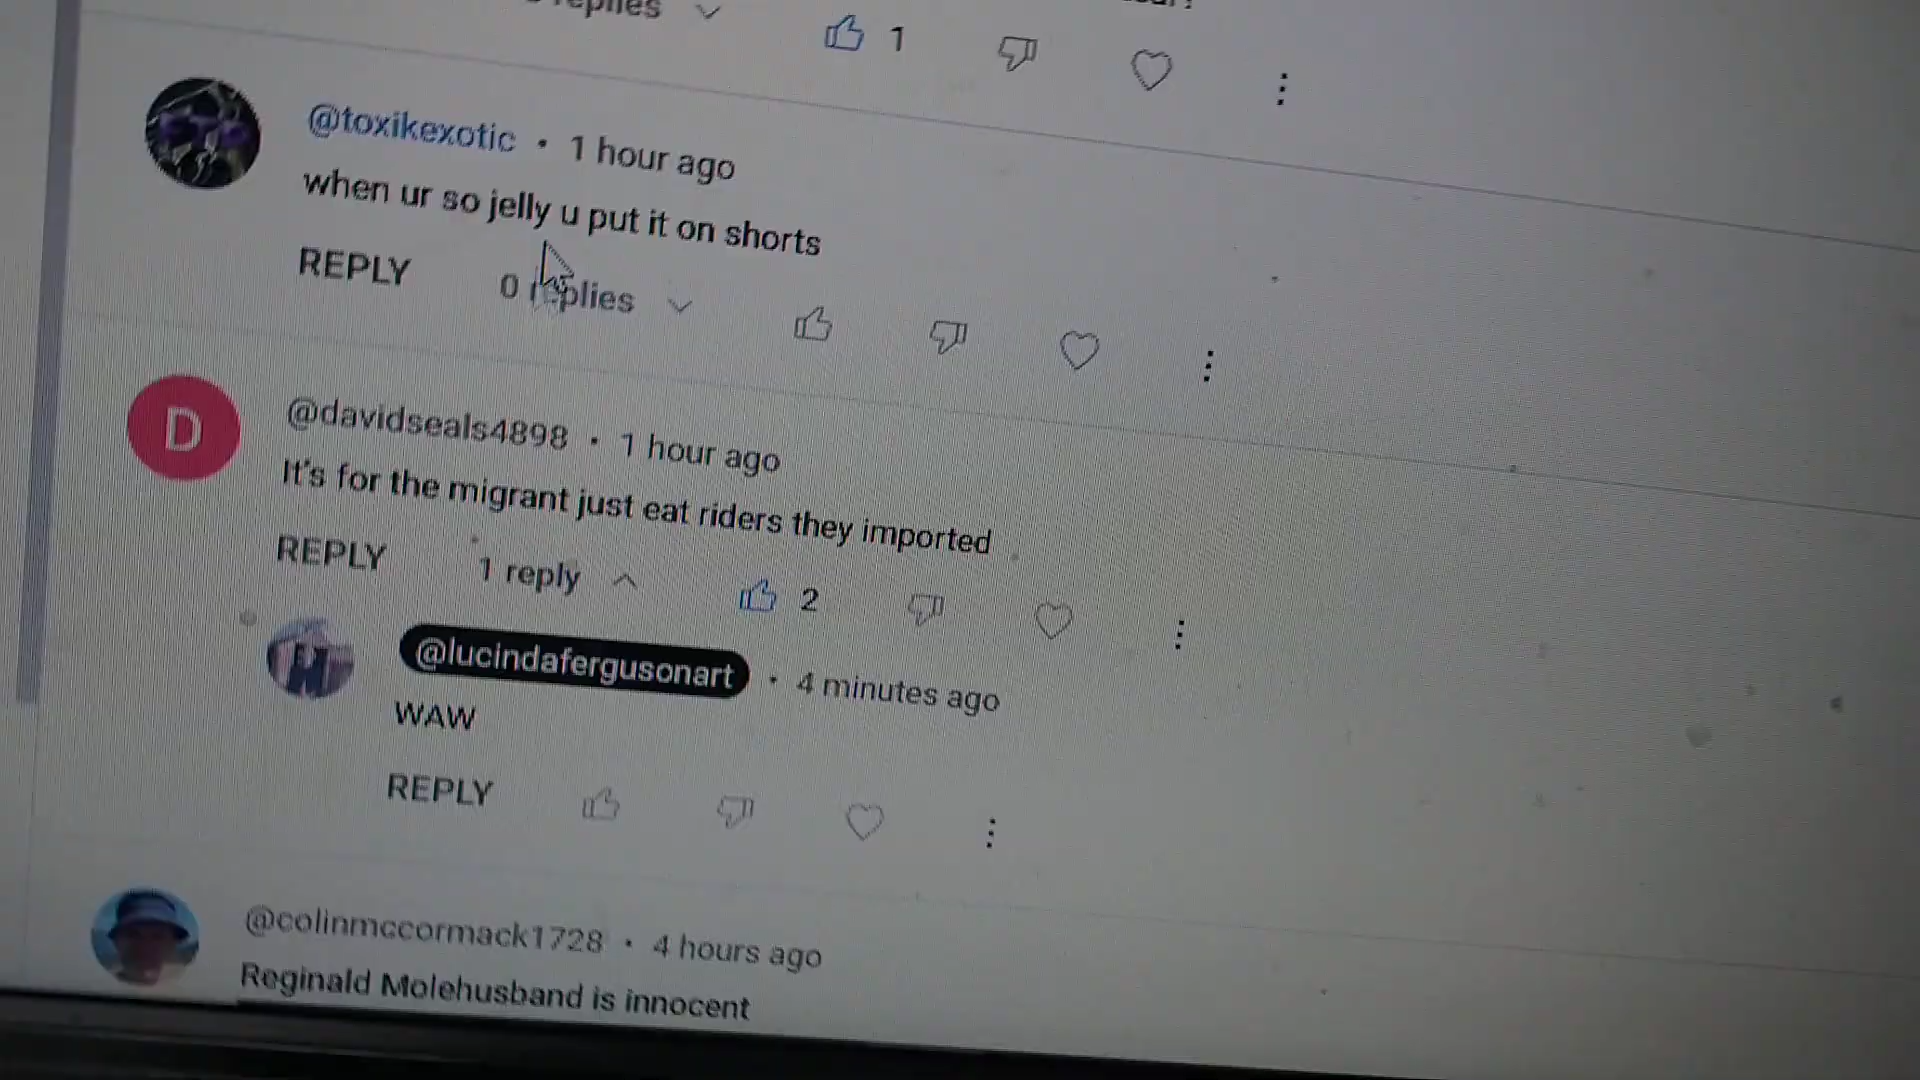 replies 1
@toxikexotic · 1 hour ago
when ur so jelly u put it on shorts
REPLY 0 replies
D
@davidseals4898 · 1 hour ago
It's for the migrant just eat riders they imported
REPLY 1 reply 2
@lucindafergusonart · 4 minutes ago
WAW
REPLY
@colinmccormack1728 · 4 hours ago
Reginald Molehusband is innocent